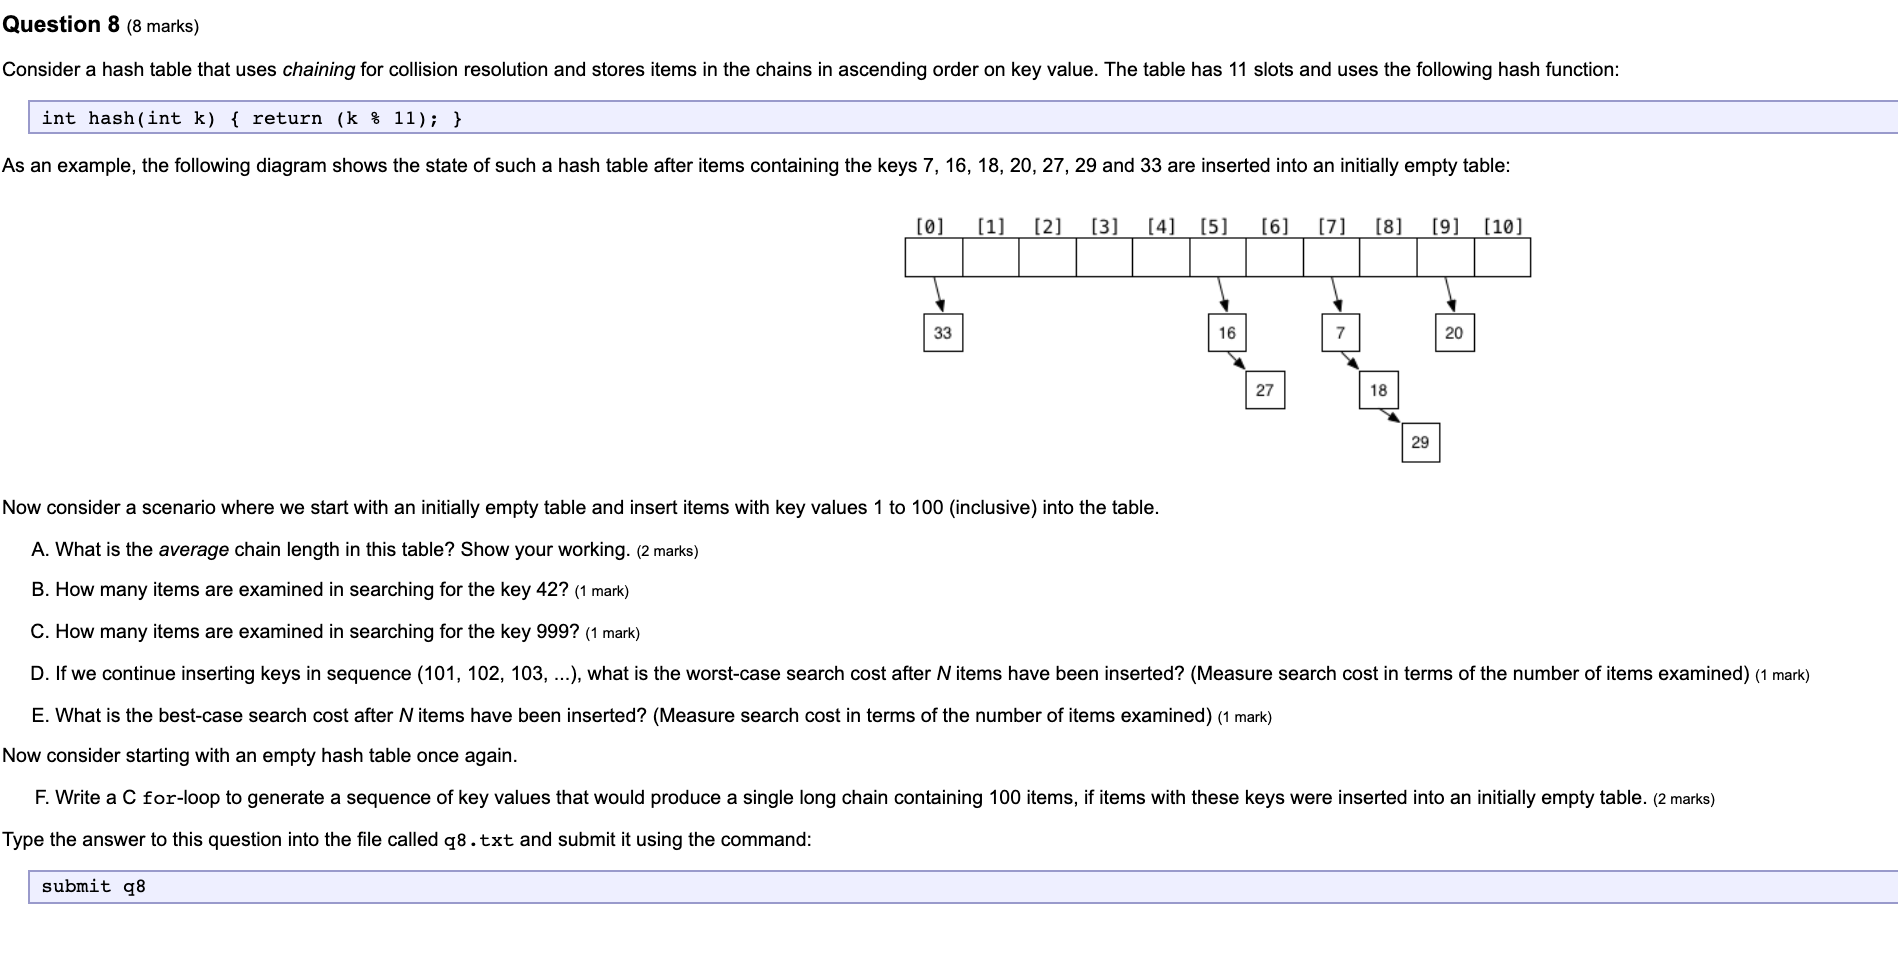 Question 8 (8 marks)
Consider a hash table that uses chaining for collision resolution and stores items in the chains in ascending order on key value. The table has 11 slots and uses the following hash function:
int hash(int k) { return (k % 11); }
As an example, the following diagram shows the state of such a hash table after items containing the keys 7, 16, 18, 20, 27, 29 and 33 are inserted into an initially empty table:
[0] [1] [2] [3] [4] [5] [6] [7] [8] [9] [10]
33 16 7 20
27 18
29
Now consider a scenario where we start with an initially empty table and insert items with key values 1 to 100 (inclusive) into the table.
A. What is the average chain length in this table? Show your working. (2 marks)
B. How many items are examined in searching for the key 42? (1 mark)
C. How many items are examined in searching for the key 999? (1 mark)
D. If we continue inserting keys in sequence (101, 102, 103, ...), what is the worst-case search cost after N items have been inserted? (Measure search cost in terms of the number of items examined) (1 mark)
E. What is the best-case search cost after N items have been inserted? (Measure search cost in terms of the number of items examined) (1 mark)
Now consider starting with an empty hash table once again.
F. Write a C for-loop to generate a sequence of key values that would produce a single long chain containing 100 items, if items with these keys were inserted into an initially empty table. (2 marks)
Type the answer to this question into the file called q8.txt and submit it using the command:
submit q8